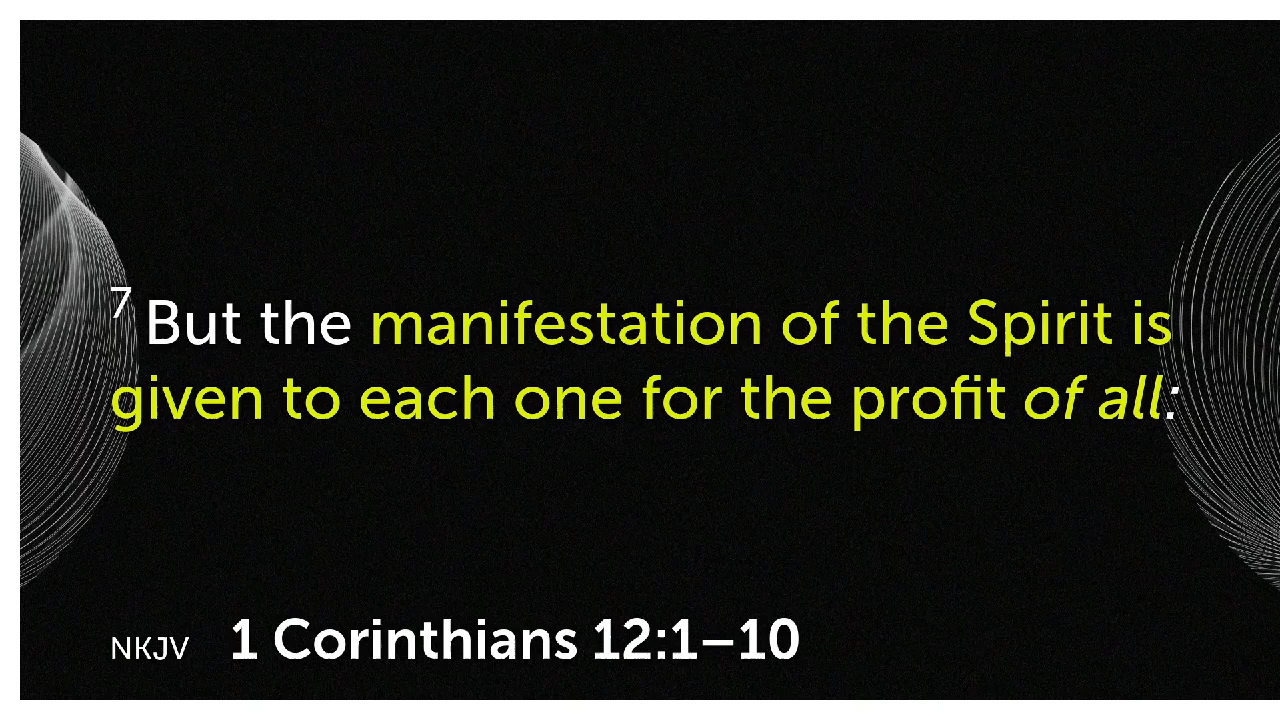 7 But the manifestation of the Spirit is
given to each one for the profit of all:
NKJV 1 Corinthians 12:1–10